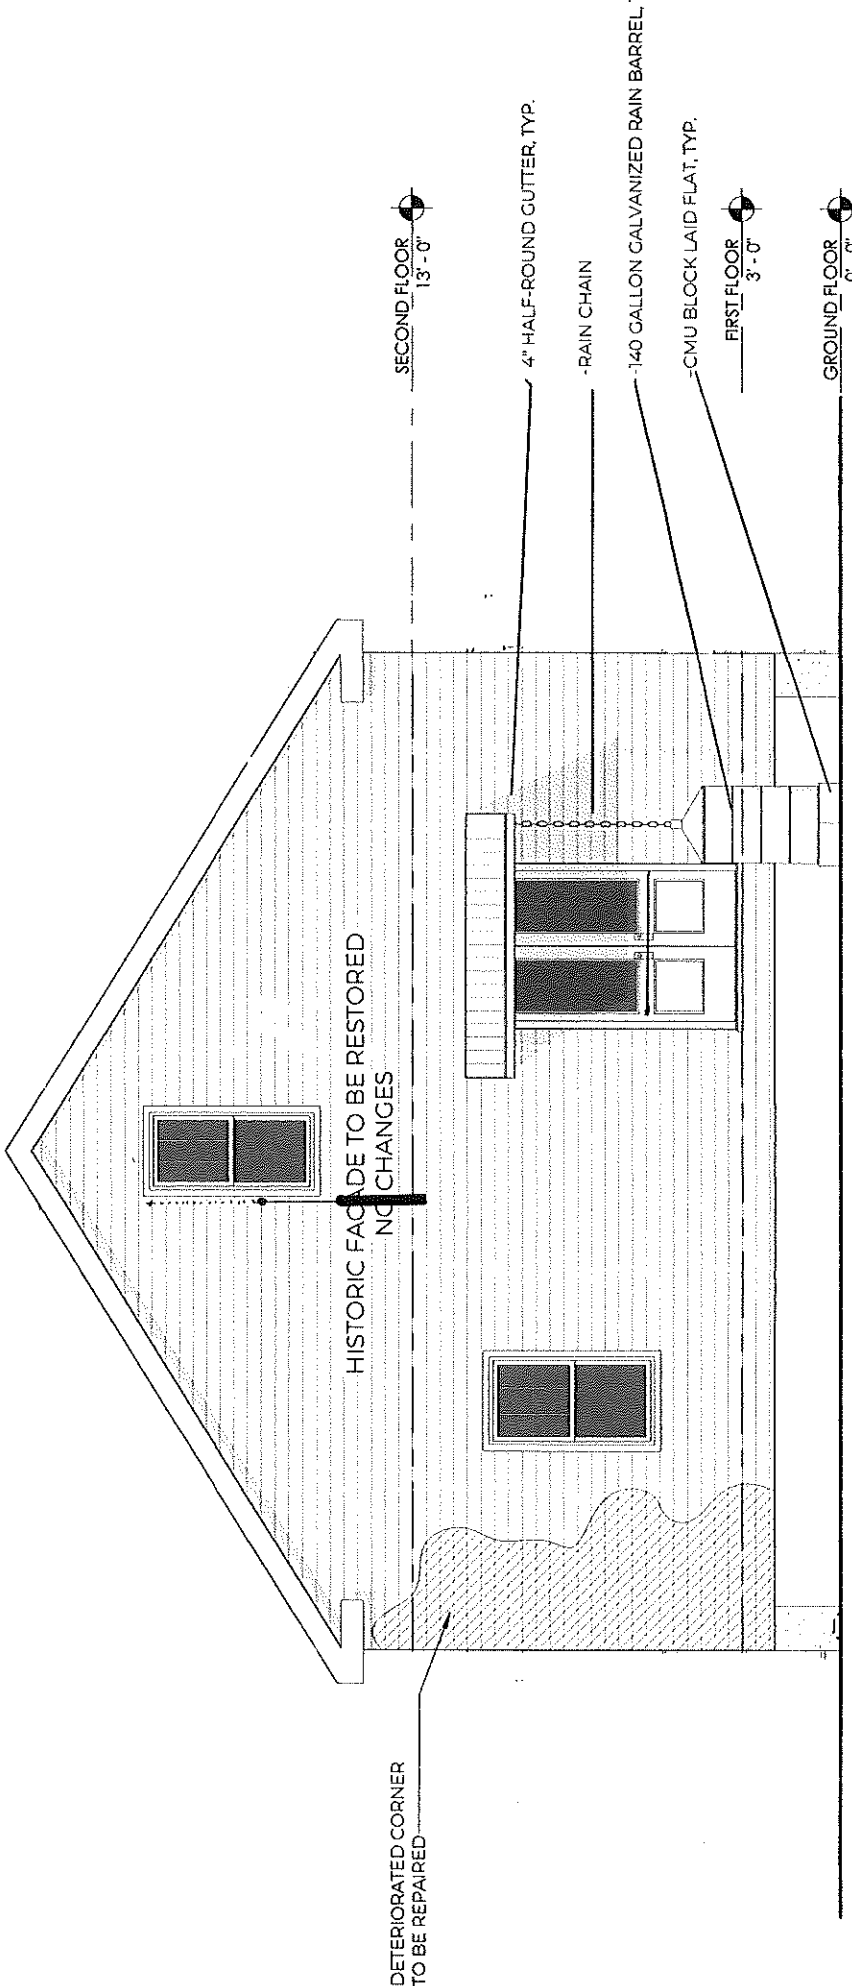 SECOND FLOOR
13' - 0"
4" HALF-ROUND GUTTER, TYP.
RAIN CHAIN
140 GALLON GALVANIZED RAIN BARREL,
CMU BLOCK LAID FLAT, TYP.
FIRST FLOOR
3' - 0"
GROUND FLOOR
0' - 0"
HISTORIC FACADE TO BE RESTORED
NO CHANGES
DETERIORATED CORNER
TO BE REPAIRED